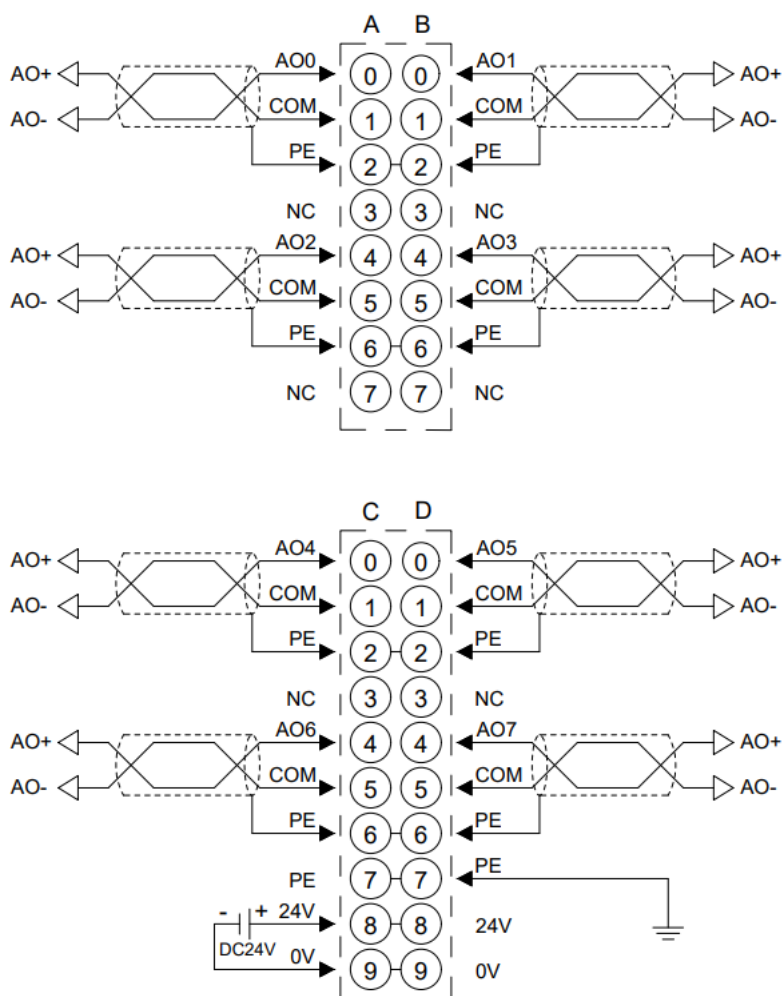 A B
AO+ AO0 0 0 AO1 AO+
AO- COM 1 1 COM AO-
PE 2 2 PE
NC 3 3 NC
AO+ AO2 4 4 AO3 AO+
AO- COM 5 5 COM AO-
PE 6 6 PE
NC 7 7 NC
C D
AO+ AO4 0 0 AO5 AO+
AO- COM 1 1 COM AO-
PE 2 2 PE
NC 3 3 NC
AO+ AO6 4 4 AO7 AO+
AO- COM 5 5 COM AO-
PE 6 6 PE
PE 7 7 PE
- + 24V 8 8 24V
DC24V
0V 9 9 0V